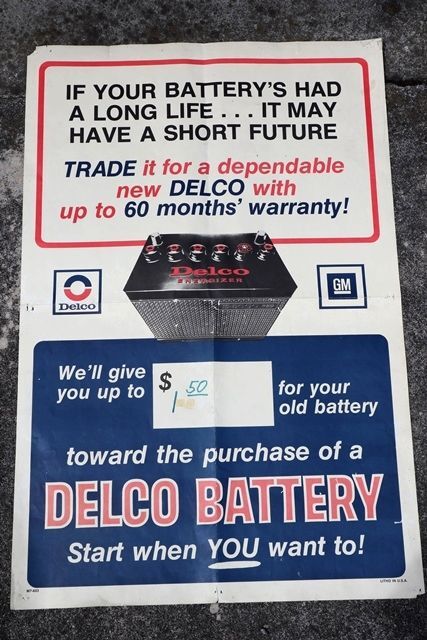 IF YOUR BATTERY'S HAD
A LONG LIFE . . . IT MAY
HAVE A SHORT FUTURE
TRADE it for a dependable
new DELCO with
up to 60 months' warranty!
Delco
ENERGIZER
Delco
GM
We'll give
you up to
$ 1 50
for your
old battery
toward the purchase of a
DELCO BATTERY
Start when YOU want to!
LITHO IN U.S.A.